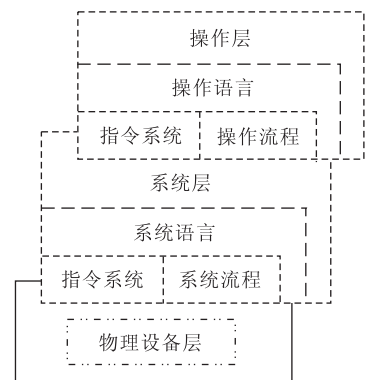 操作层
操作语言
指令系统 操作流程
系统层
系统语言
指令系统 系统流程
物理设备层